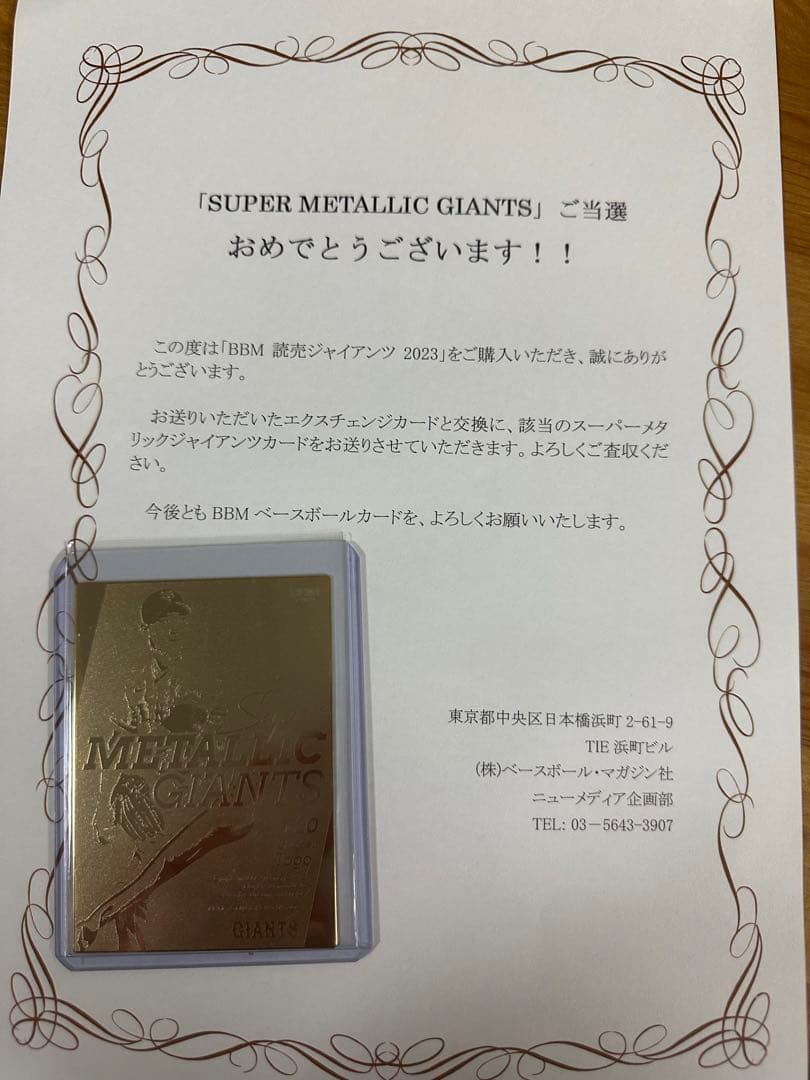 「SUPER METALLIC GIANTS」ご当選
おめでとうございます！！
この度は「BBM 読売ジャイアンツ 2023」をご購入いただき、誠にありが
とうございます。
お送りいただいたエクスチェンジカードと交換に、該当のスーパーメタ
リックジャイアンツカードをお送りさせていただきます。よろしくご査収くだ
さい。
今後とも BBM ベースボールカードを、よろしくお願いいたします。
METALLIC
GIANTS
Togo
GIANTS
東京都中央区日本橋浜町 2-61-9
TIE 浜町ビル
(株)ベースボール・マガジン社
ニューメディア企画部
TEL: 03－5643-3907